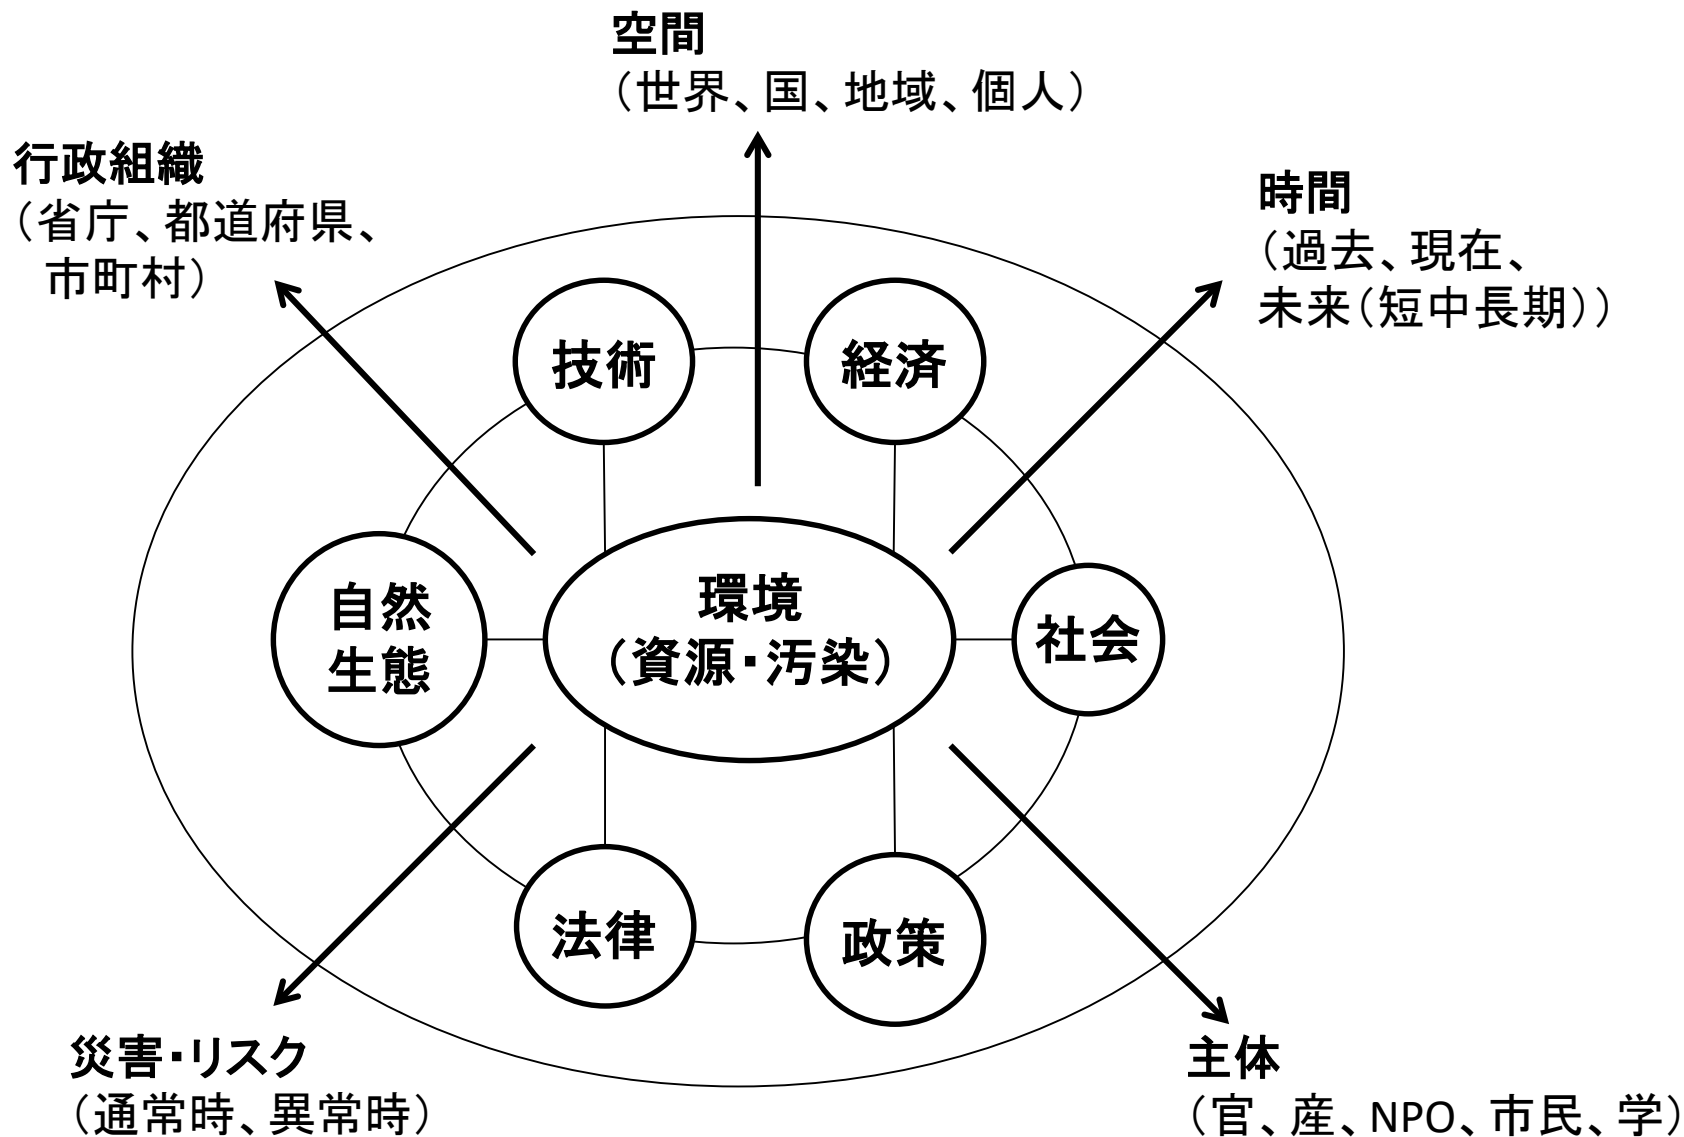 空間
（世界、国、地域、個人）
行政組織
（省庁、都道府県、
市町村）
時間
（過去、現在、
未来（短中長期））
技術
経済
自然
生態
環境
（資源・汚染）
社会
法律
政策
災害・リスク
（通常時、異常時）
主体
（官、産、NPO、市民、学）